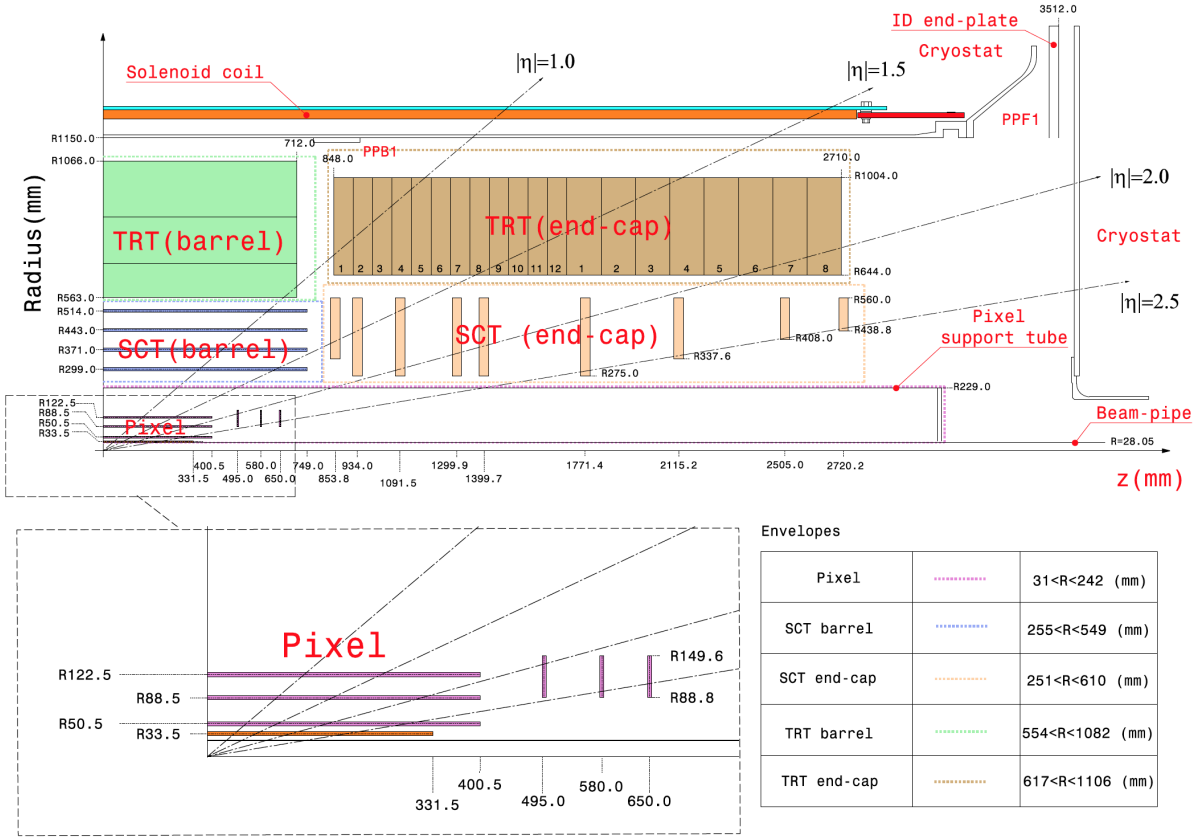 3512.0
ID end-plate
Cryostat
|η|=1.0
|η|=1.5
Solenoid coil
PPF1
R1150.0
712.0
PPB1
R1066.0
848.0
2710.0
R1004.0
|η|=2.0
Radius(mm)
TRT(barrel)
TRT(end-cap)
Cryostat
1 2 3 4 5 6 7 8 9 10 11 12 1 2 3 4 5 6 7 8
R644.0
R563.0
R560.0
|η|=2.5
R514.0
Pixel
support tube
R443.0
SCT(barrel)
SCT (end-cap)
R438.8
R408.0
R371.0
R337.6
R299.0
R275.0
R229.0
R122.5
R88.5
Pixel
R50.5
R33.5
Beam-pipe
R=28.05
400.5 580.0 749.0 934.0 1299.9 1771.4 2115.2 2505.0 2720.2
331.5 495.0 650.0 853.8 1091.5 1399.7
z(mm)
Pixel
R122.5
R88.5
R50.5
R33.5
R149.6
R88.8
400.5
331.5
495.0
580.0
650.0
Envelopes
Pixel 31<R<242 (mm)
SCT barrel 255<R<549 (mm)
SCT end-cap 251<R<610 (mm)
TRT barrel 554<R<1082 (mm)
TRT end-cap 617<R<1106 (mm)